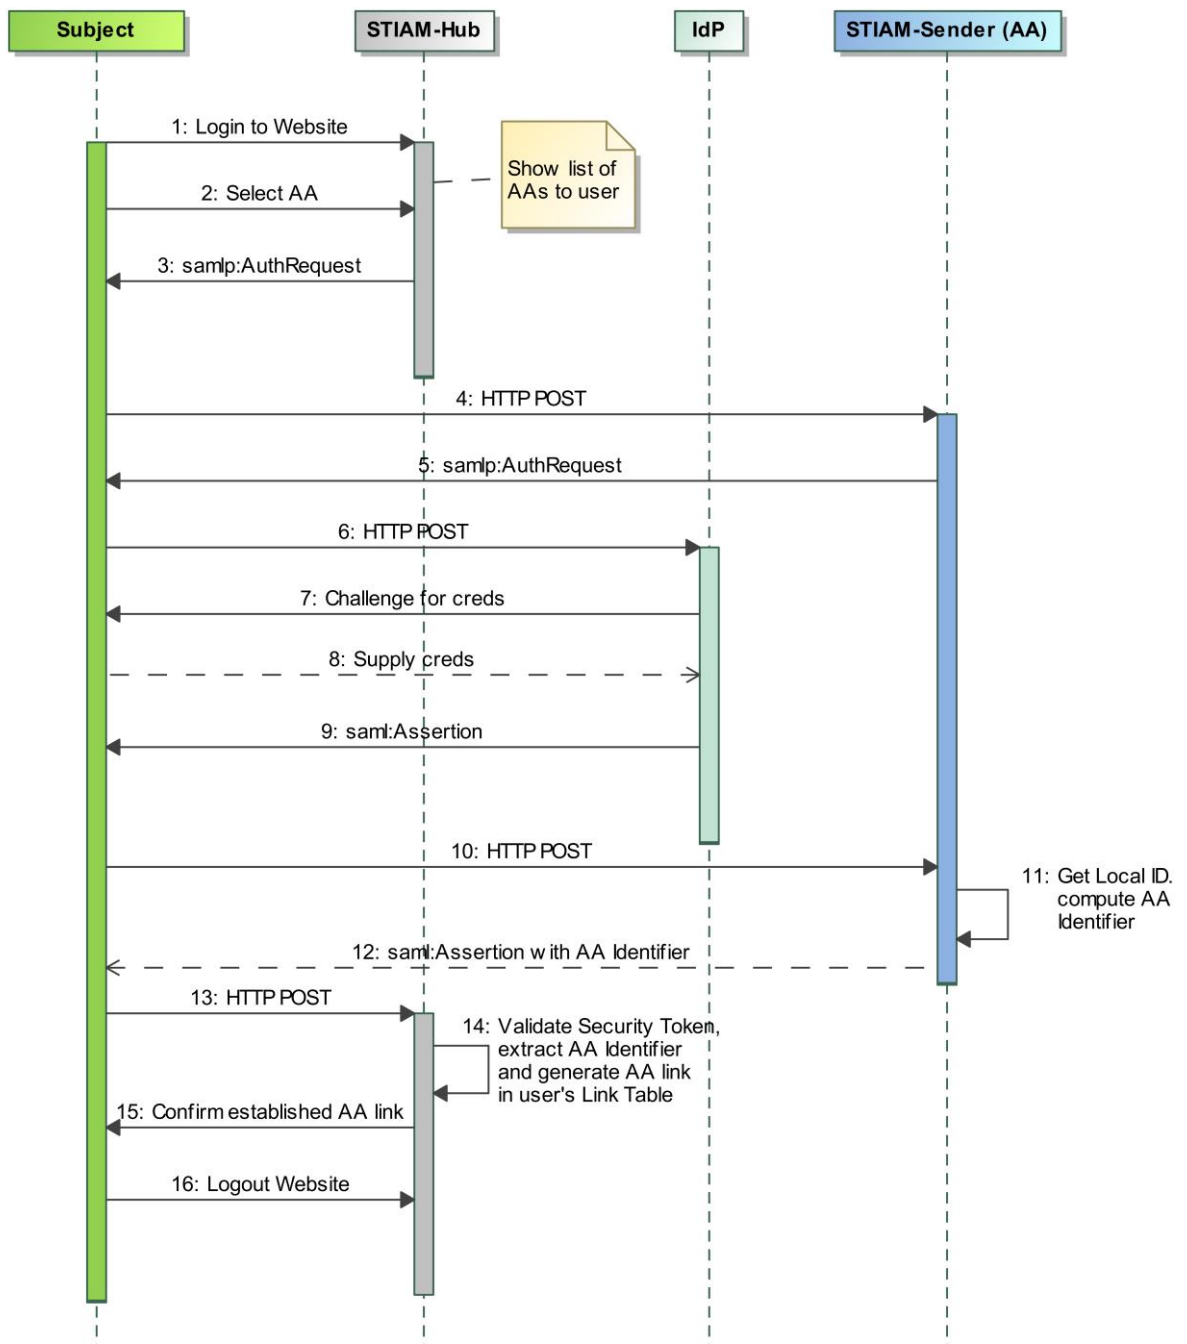 Subject
STIAM-Hub
IdP
STIAM-Sender (AA)
1: Login to Website
Show list of
AAs to user
2: Select AA
3: samlp:AuthRequest
4: HTTP POST
5: samlp:AuthRequest
6: HTTP POST
7: Challenge for creds
8: Supply creds
9: saml:Assertion
10: HTTP POST
11: Get Local ID.
compute AA
Identifier
12: saml:Assertion with AA Identifier
13: HTTP POST
14: Validate Security Token,
extract AA Identifier
and generate AA link
in user's Link Table
15: Confirm established AA link
16: Logout Website